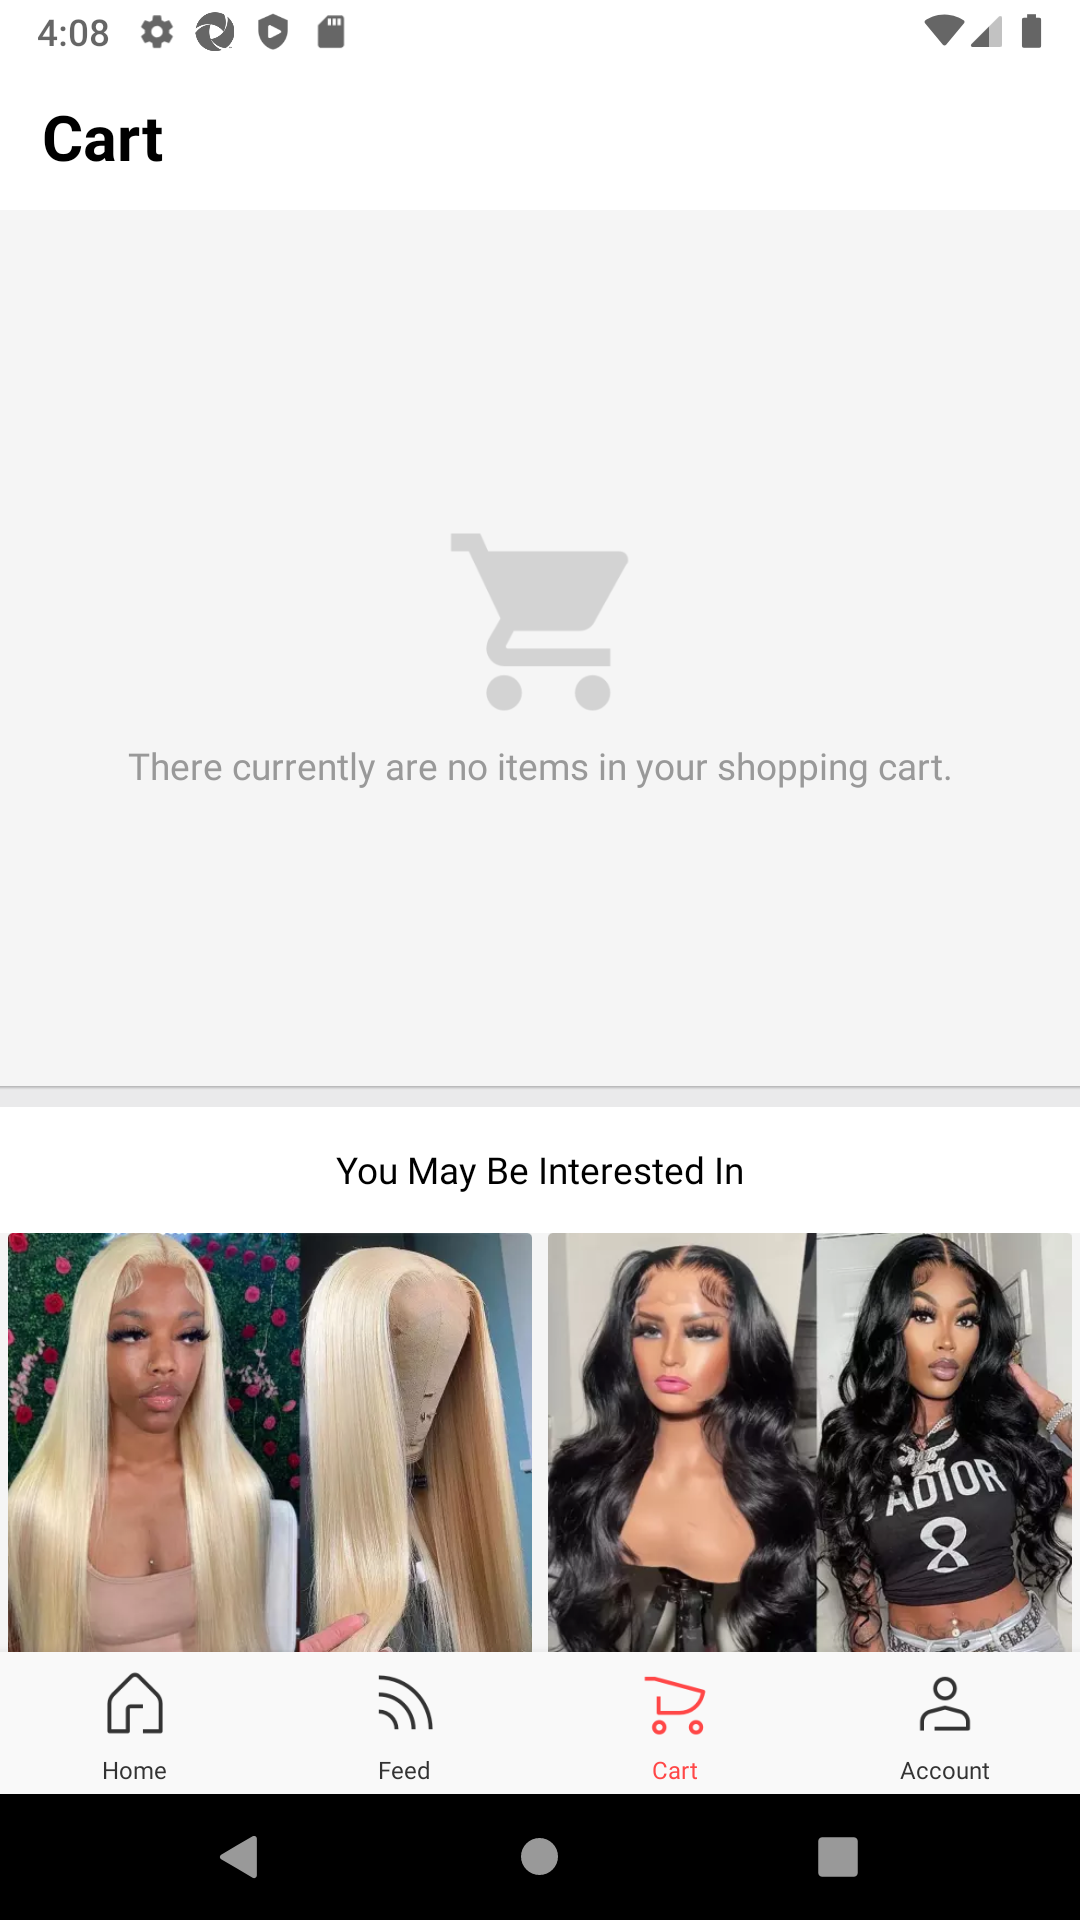 4:08
Cart
There currently are no items in your shopping cart.
You May Be Interested In
ADIOR
8
Home
Feed
Cart
Account